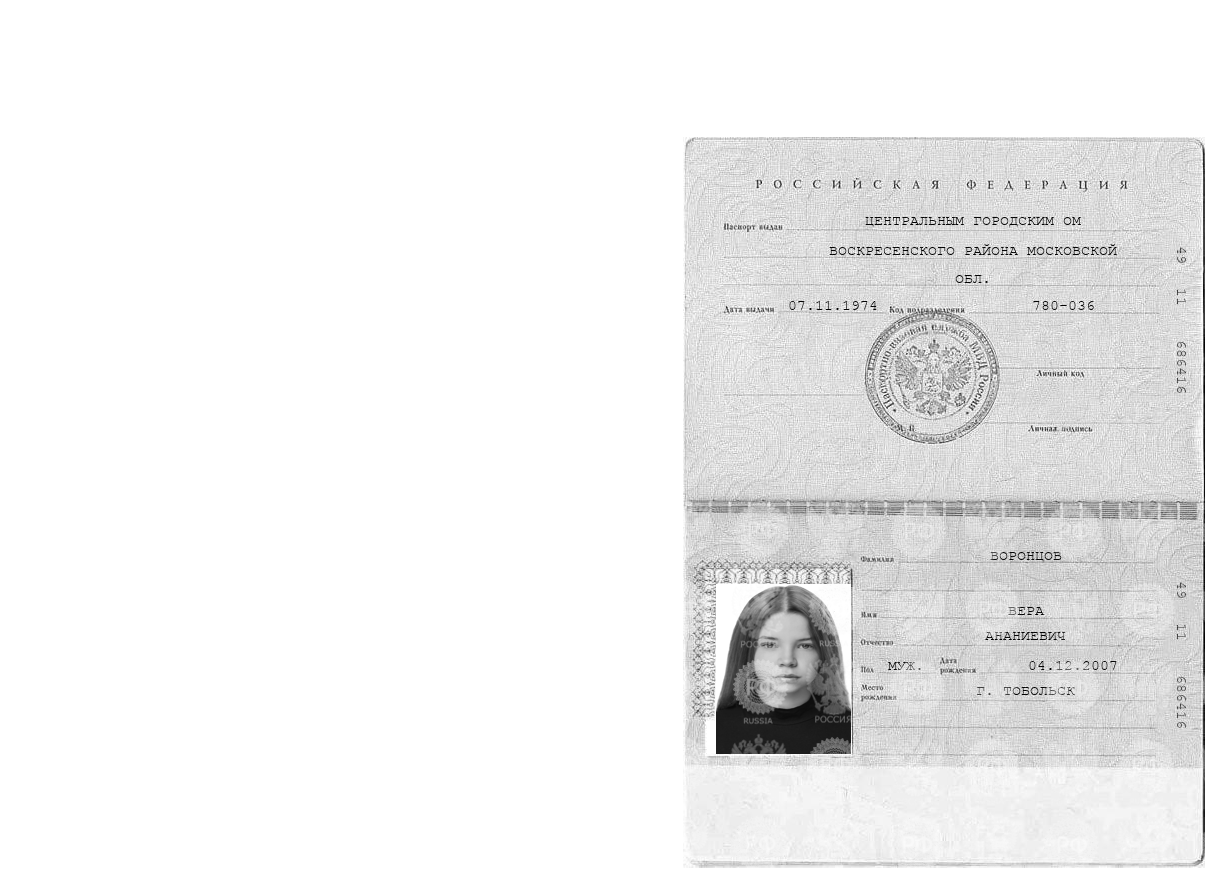 РОССИЙСКАЯ ФЕДЕРАЦИЯ
Паспорт выдан ЦЕНТРАЛЬНЫМ ГОРОДСКИМ ОМ
ВОСКРЕСЕНСКОГО РАЙОНА МОСКОВСКОЙ
ОБЛ.
Дата выдачи 07.11.1974 Код подразделения 780-036
49 11 686416
Паспортно-визовая служба МВД России
Личный код
М.П.
Личная подпись
Фамилия ВОРОНЦОВ
Имя ВЕРА
Отчество АНАНИЕВИЧ
Пол МУЖ. Дата рождения 04.12.2007
Место рождения Г. ТОБОЛЬСК
49 11 686416
RUSSIA
РОССИЯ
РФ